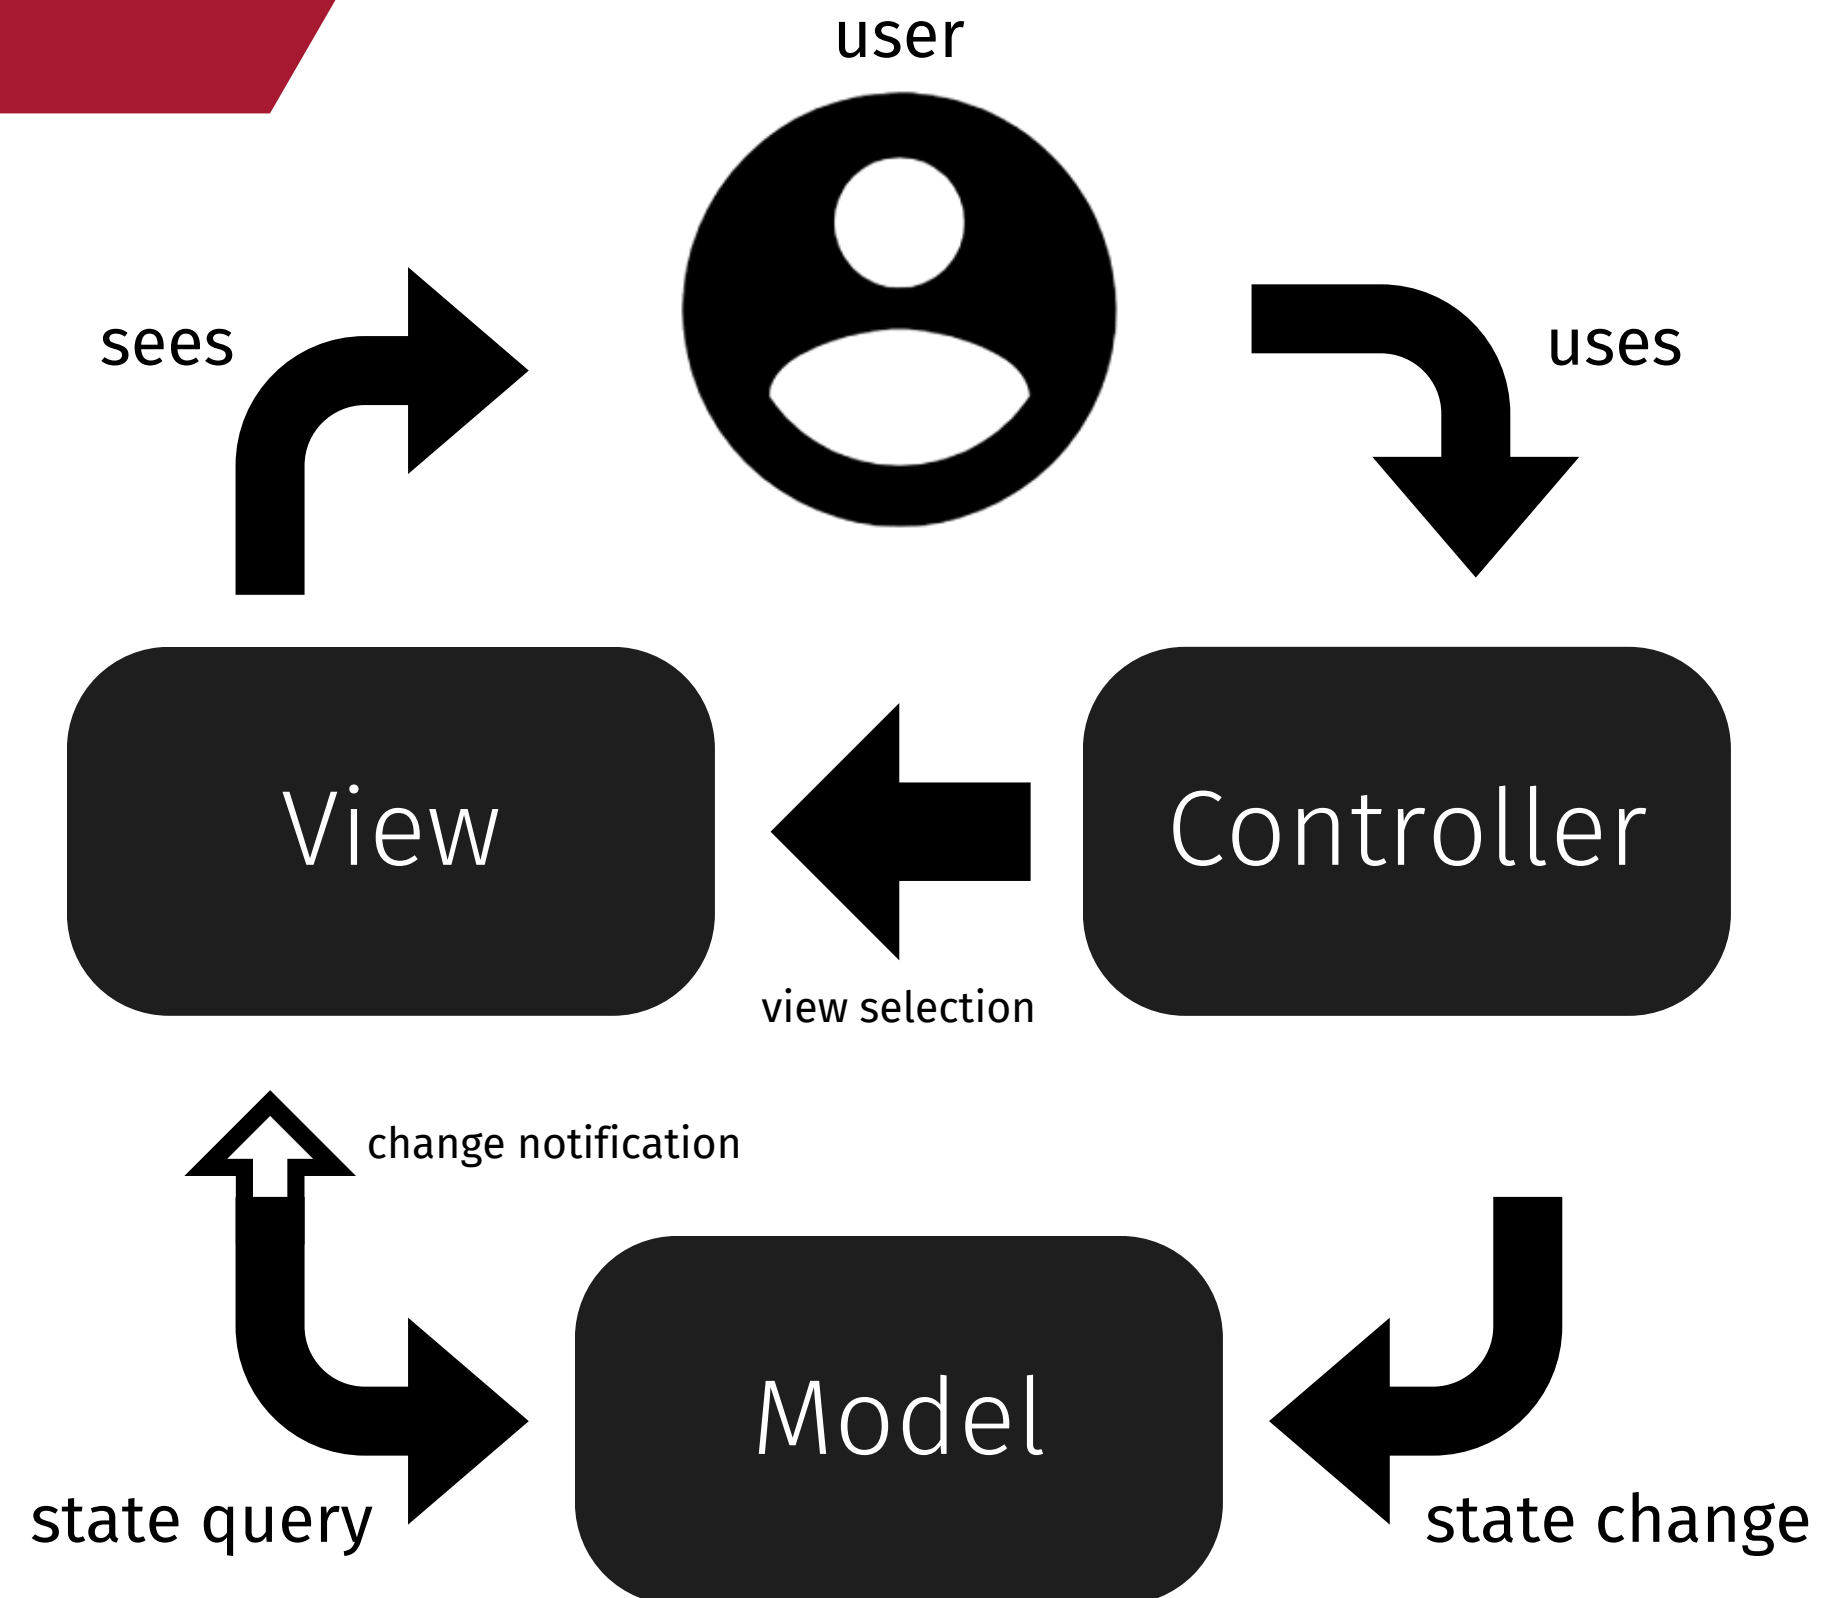 user
sees
uses
View
Controller
view selection
change notification
Model
state query
state change